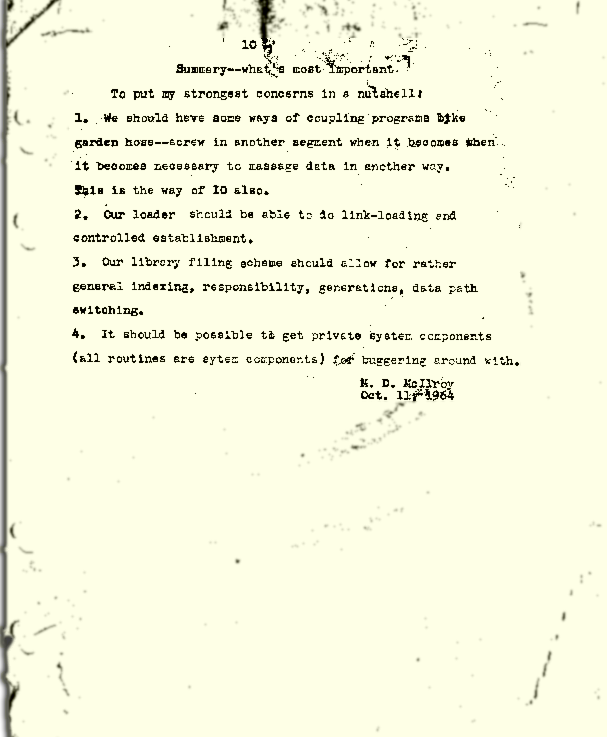 10
Summary--what's most important.
To put my strongest concerns in a nutshell:
1. We should have some ways of coupling programs like
garden hose--screw in another segment when it becomes when
it becomes necessary to massage data in another way.
This is the way of IO also.
2. Our loader should be able to do link-loading and
controlled establishment.
3. Our library filing scheme should allow for rather
general indexing, responsibility, generations, data path
switching.
4. It should be possible to get private system components
(all routines are sytem components) for buggering around with.
M. D. McIlroy
Oct. 11, 1964